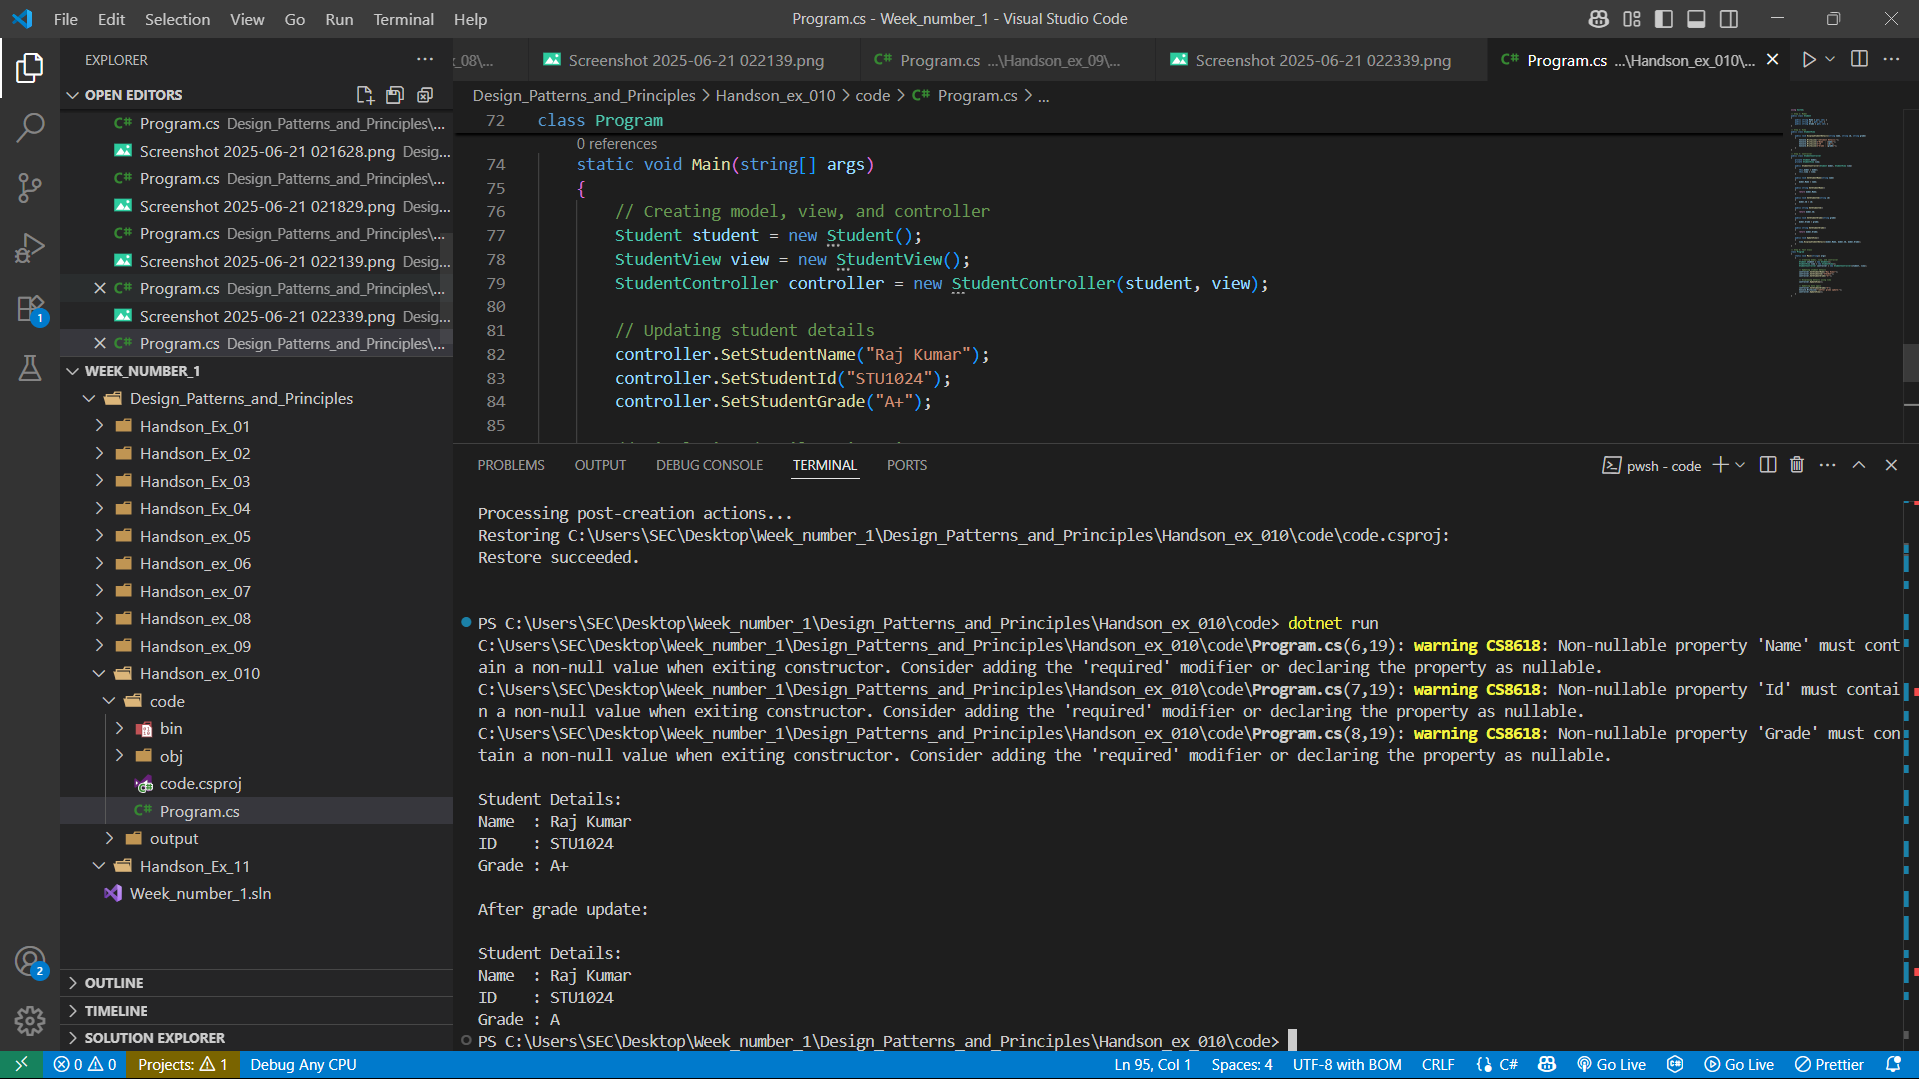 File Edit Selection View Go Run Terminal Help
Program.cs - Week_number_1 - Visual Studio Code
EXPLORER
OPEN EDITORS
Program.cs Design_Patterns_and_Principles\...
Screenshot 2025-06-21 021628.png Desig...
Program.cs Design_Patterns_and_Principles\...
Screenshot 2025-06-21 021829.png Desig...
Program.cs Design_Patterns_and_Principles\...
Screenshot 2025-06-21 022139.png Desig...
Program.cs Design_Patterns_and_Principles\...
Screenshot 2025-06-21 022339.png Desig...
Program.cs Design_Patterns_and_Principles\...
WEEK_NUMBER_1
Design_Patterns_and_Principles
Handson_Ex_01
Handson_Ex_02
Handson_Ex_03
Handson_Ex_04
Handson_ex_05
Handson_ex_06
Handson_ex_07
Handson_ex_08
Handson_ex_09
Handson_ex_010
code
bin
obj
code.csproj
Program.cs
output
Handson_Ex_11
Week_number_1.sln
OUTLINE
TIMELINE
SOLUTION EXPLORER
1
2
x_08\... Screenshot 2025-06-21 022139.png Program.cs ...\Handson_ex_09\... Screenshot 2025-06-21 022339.png Program.cs ...\Handson_ex_010\...
Design_Patterns_and_Principles > Handson_ex_010 > code > C# Program.cs > ...
72 class Program
0 references
74 static void Main(string[] args)
75 {
76 // Creating model, view, and controller
77 Student student = new Student();
78 StudentView view = new StudentView();
79 StudentController controller = new StudentController(student, view);
80
81 // Updating student details
82 controller.SetStudentName("Raj Kumar");
83 controller.SetStudentId("STU1024");
84 controller.SetStudentGrade("A+");
85
PROBLEMS OUTPUT DEBUG CONSOLE TERMINAL PORTS
pwsh - code
Processing post-creation actions...
Restoring C:\Users\SEC\Desktop\Week_number_1\Design_Patterns_and_Principles\Handson_ex_010\code\code.csproj:
Restore succeeded.
PS C:\Users\SEC\Desktop\Week_number_1\Design_Patterns_and_Principles\Handson_ex_010\code> dotnet run
C:\Users\SEC\Desktop\Week_number_1\Design_Patterns_and_Principles\Handson_ex_010\code\Program.cs(6,19): warning CS8618: Non-nullable property 'Name' must cont
ain a non-null value when exiting constructor. Consider adding the 'required' modifier or declaring the property as nullable.
C:\Users\SEC\Desktop\Week_number_1\Design_Patterns_and_Principles\Handson_ex_010\code\Program.cs(7,19): warning CS8618: Non-nullable property 'Id' must contai
n a non-null value when exiting constructor. Consider adding the 'required' modifier or declaring the property as nullable.
C:\Users\SEC\Desktop\Week_number_1\Design_Patterns_and_Principles\Handson_ex_010\code\Program.cs(8,19): warning CS8618: Non-nullable property 'Grade' must con
tain a non-null value when exiting constructor. Consider adding the 'required' modifier or declaring the property as nullable.
Student Details:
Name : Raj Kumar
ID : STU1024
Grade : A+
After grade update:
Student Details:
Name : Raj Kumar
ID : STU1024
Grade : A
PS C:\Users\SEC\Desktop\Week_number_1\Design_Patterns_and_Principles\Handson_ex_010\code>
0 0 Projects: 1 Debug Any CPU
Ln 95, Col 1 Spaces: 4 UTF-8 with BOM CRLF {} C# Go Live Go Live Prettier